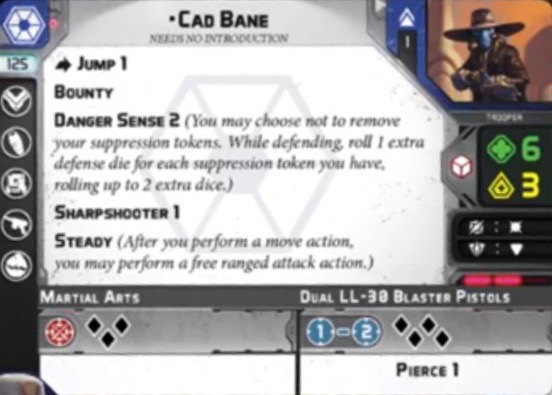 •Cad Bane
NEEDS NO INTRODUCTION
125
1
Jump 1
Bounty
Danger Sense 2 (You may choose not to remove
your suppression tokens. While defending, roll 1 extra
defense die for each suppression token you have,
rolling up to 2 extra dice.)
Sharpshooter 1
Steady (After you perform a move action,
you may perform a free ranged attack action.)
TROOPER
6
3
: 
: 
Martial Arts
Dual LL-30 Blaster Pistols
1-2
Pierce 1